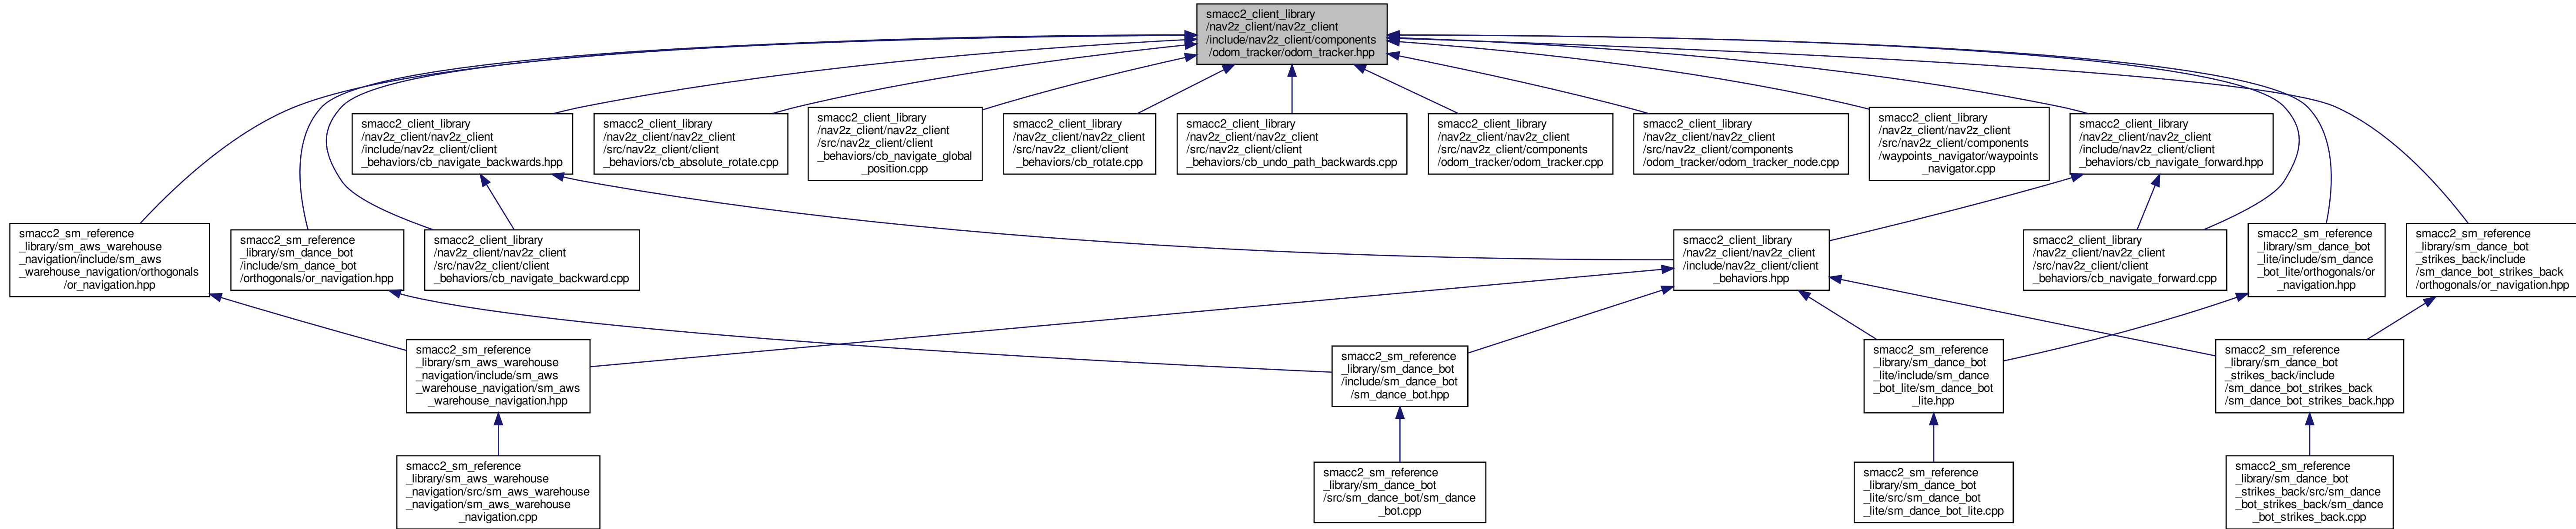 smacc2_client_library
/nav2z_client/nav2z_client
/include/nav2z_client/components
/odom_tracker/odom_tracker.hpp
smacc2_client_library
/nav2z_client/nav2z_client
/include/nav2z_client/client
_behaviors/cb_navigate_backwards.hpp
smacc2_client_library
/nav2z_client/nav2z_client
/src/nav2z_client/client
_behaviors/cb_absolute_rotate.cpp
smacc2_client_library
/nav2z_client/nav2z_client
/src/nav2z_client/client
_behaviors/cb_navigate_global
_position.cpp
smacc2_client_library
/nav2z_client/nav2z_client
/src/nav2z_client/client
_behaviors/cb_rotate.cpp
smacc2_client_library
/nav2z_client/nav2z_client
/src/nav2z_client/client
_behaviors/cb_undo_path_backwards.cpp
smacc2_client_library
/nav2z_client/nav2z_client
/src/nav2z_client/components
/odom_tracker/odom_tracker.cpp
smacc2_client_library
/nav2z_client/nav2z_client
/src/nav2z_client/components
/odom_tracker/odom_tracker_node.cpp
smacc2_client_library
/nav2z_client/nav2z_client
/src/nav2z_client/components
/waypoints_navigator/waypoints
_navigator.cpp
smacc2_client_library
/nav2z_client/nav2z_client
/include/nav2z_client/client
_behaviors/cb_navigate_forward.hpp
smacc2_sm_reference
_library/sm_aws_warehouse
_navigation/include/sm_aws
_warehouse_navigation/orthogonals
/or_navigation.hpp
smacc2_sm_reference
_library/sm_dance_bot
/include/sm_dance_bot
/orthogonals/or_navigation.hpp
smacc2_client_library
/nav2z_client/nav2z_client
/src/nav2z_client/client
_behaviors/cb_navigate_backward.cpp
smacc2_client_library
/nav2z_client/nav2z_client
/include/nav2z_client/client
_behaviors.hpp
smacc2_client_library
/nav2z_client/nav2z_client
/src/nav2z_client/client
_behaviors/cb_navigate_forward.cpp
smacc2_sm_reference
_library/sm_dance_bot
_lite/include/sm_dance
_bot_lite/orthogonals/or
_navigation.hpp
smacc2_sm_reference
_library/sm_dance_bot
_strikes_back/include
/sm_dance_bot_strikes_back
/orthogonals/or_navigation.hpp
smacc2_sm_reference
_library/sm_aws_warehouse
_navigation/include/sm_aws
_warehouse_navigation/sm_aws
_warehouse_navigation.hpp
smacc2_sm_reference
_library/sm_dance_bot
/include/sm_dance_bot
/sm_dance_bot.hpp
smacc2_sm_reference
_library/sm_dance_bot
_lite/include/sm_dance
_bot_lite/sm_dance_bot
_lite.hpp
smacc2_sm_reference
_library/sm_dance_bot
_strikes_back/include
/sm_dance_bot_strikes_back
/sm_dance_bot_strikes_back.hpp
smacc2_sm_reference
_library/sm_aws_warehouse
_navigation/src/sm_aws_warehouse
_navigation/sm_aws_warehouse
_navigation.cpp
smacc2_sm_reference
_library/sm_dance_bot
/src/sm_dance_bot/sm_dance
_bot.cpp
smacc2_sm_reference
_library/sm_dance_bot
_lite/src/sm_dance_bot
_lite/sm_dance_bot_lite.cpp
smacc2_sm_reference
_library/sm_dance_bot
_strikes_back/src/sm_dance
_bot_strikes_back/sm_dance
_bot_strikes_back.cpp